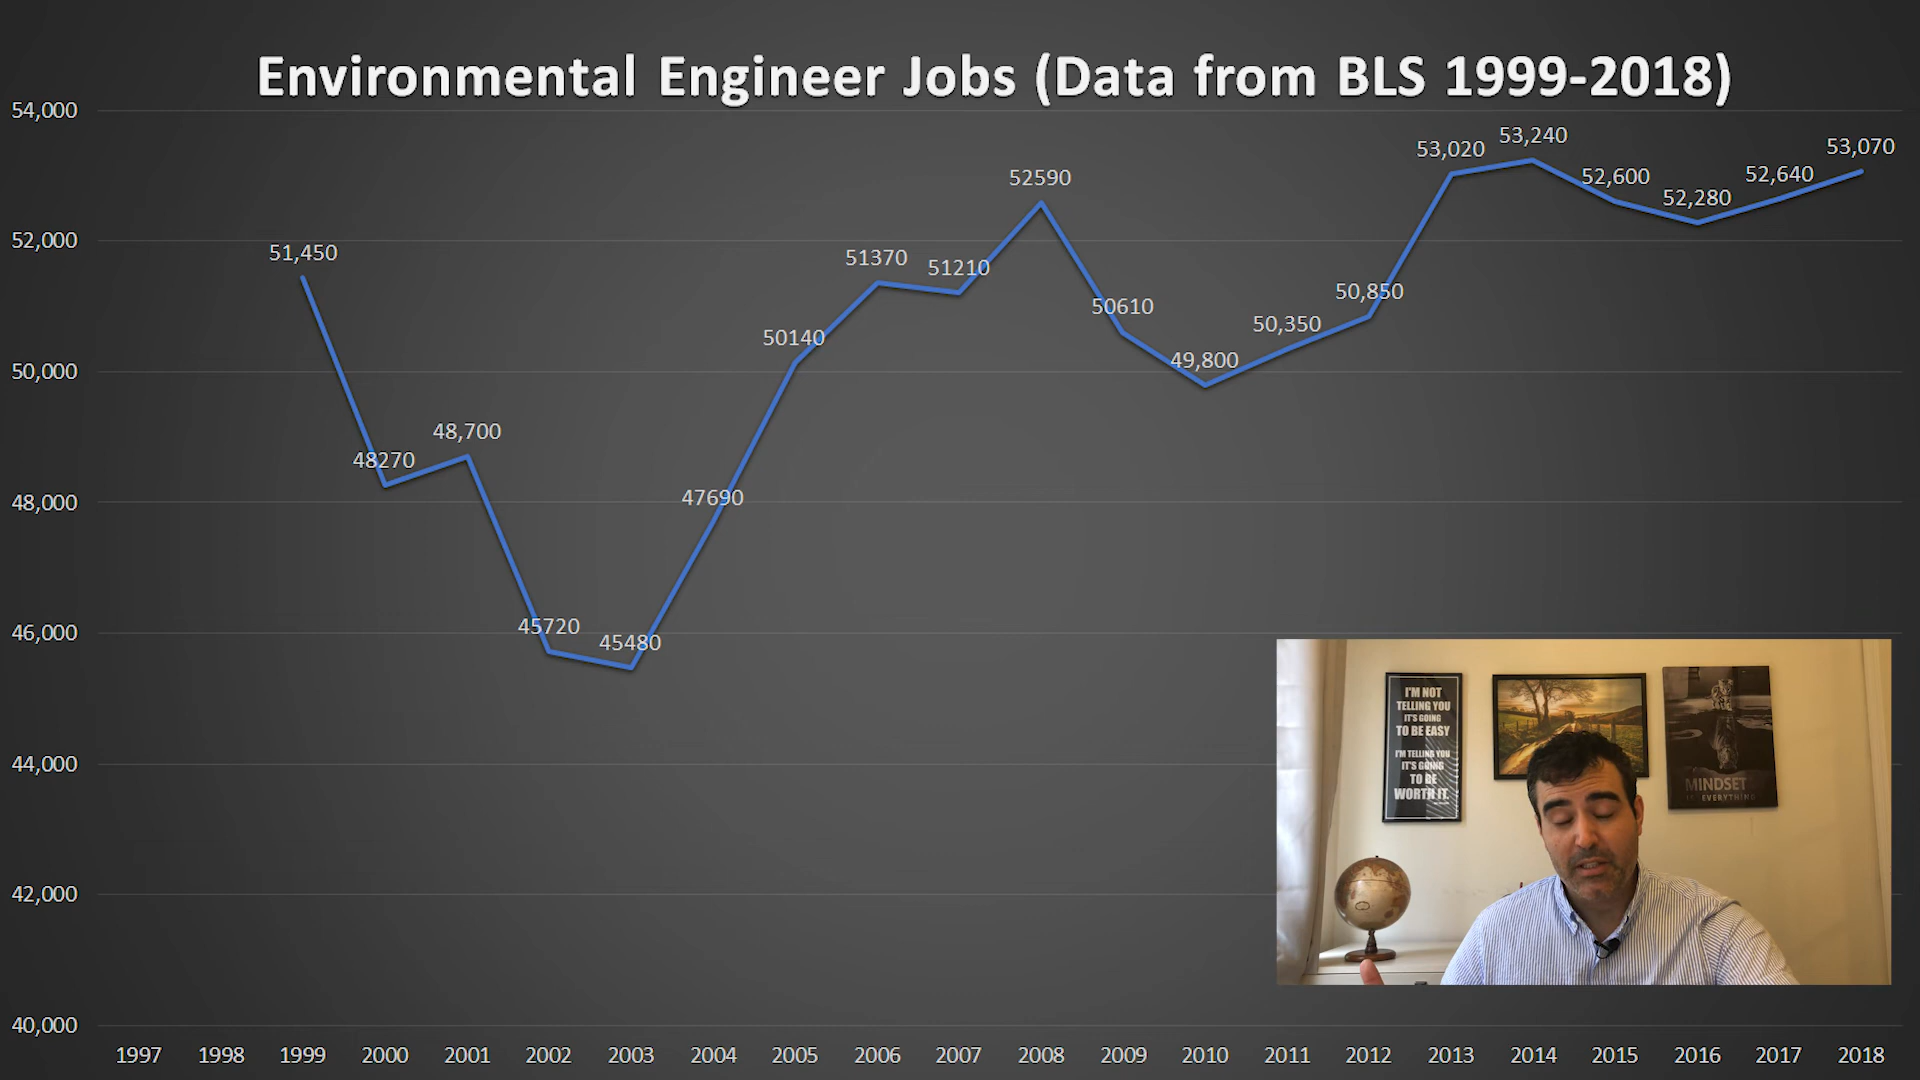 Environmental Engineer Jobs (Data from BLS 1999-2018)
54,000
52,000
50,000
48,000
46,000
44,000
42,000
40,000
51,450
48270
48,700
45720
45480
47690
50140
51370
51210
52590
50610
49,800
50,350
50,850
53,020
53,240
52,600
52,280
52,640
53,070
1997 1998 1999 2000 2001 2002 2003 2004 2005 2006 2007 2008 2009 2010 2011 2012 2013 2014 2015 2016 2017 2018
I'M NOT
TELLING YOU
IT'S GOING
TO BE EASY
I'M TELLING YOU
IT'S GOING
TO BE
WORTH IT.
MINDSET
IS EVERYTHING